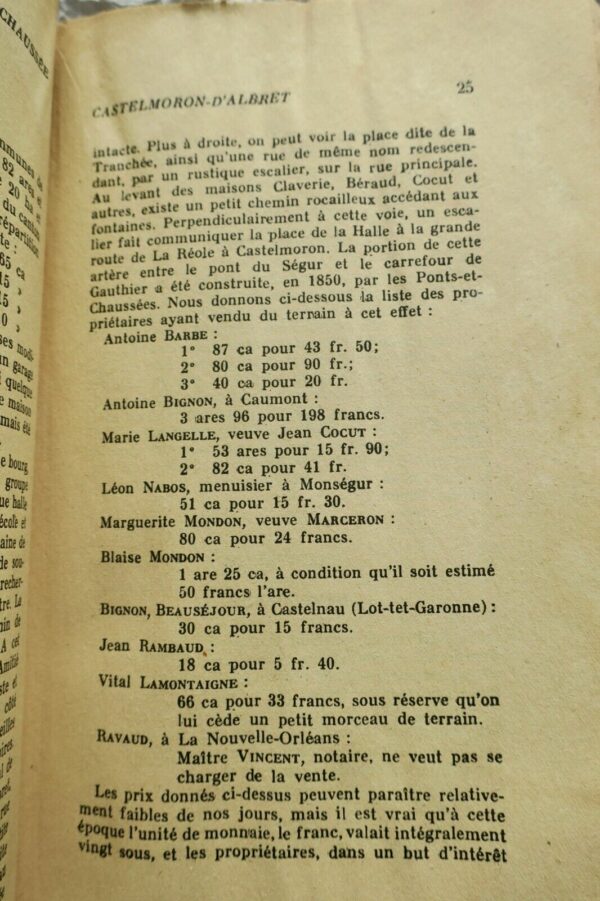 CHAUSSÉE
CASTELMORON-D'ALBRET 25
intacte. Plus à droite, on peut voir la place dite de la
Tranchée, ainsi qu'une rue de même nom redescen-
dant, par un rustique escalier, sur la rue principale.
Au levant des maisons Claverie, Béraud, Cocut et
autres, existe un petit chemin rocailleux accédant aux
fontaines. Perpendiculairement à cette voie, un esca-
lier fait communiquer la place de la Halle à la grande
route de La Réole à Castelmoron. La portion de cette
artère entre le pont du Ségur et le carrefour de
Gauthier a été construite, en 1850, par les Ponts-et-
Chaussées. Nous donnons ci-dessous la liste des pro-
priétaires ayant vendu du terrain à cet effet :
Antoine BARBE :
1° 87 ca pour 43 fr. 50;
2° 80 ca pour 90 fr.;
3° 40 ca pour 20 fr.
Antoine BIGNON, à Caumont :
3 ares 96 pour 198 francs.
Marie LANGELLE, veuve Jean COCUT :
1° 53 ares pour 15 fr. 90;
2° 82 ca pour 41 fr.
Léon NABOS, menuisier à Monségur :
51 ca pour 15 fr. 30.
Marguerite MONDON, veuve MARCERON :
80 ca pour 24 francs.
Blaise MONDON :
1 are 25 ca, à condition qu'il soit estimé
50 francs l'are.
BIGNON, BEAUSÉJOUR, à Castelnau (Lot-tet-Garonne) :
30 ca pour 15 francs.
Jean RAMBAUD :
18 ca pour 5 fr. 40.
Vital LAMONTAIGNE :
66 ca pour 33 francs, sous réserve qu'on
lui cède un petit morceau de terrain.
RAVAUD, à La Nouvelle-Orléans :
Maître VINCENT, notaire, ne veut pas se
charger de la vente.
Les prix donnés ci-dessus peuvent paraître relative-
ment faibles de nos jours, mais il est vrai qu'à cette
époque l'unité de monnaie, le franc, valait intégralement
vingt sous, et les propriétaires, dans un but d'intérêt